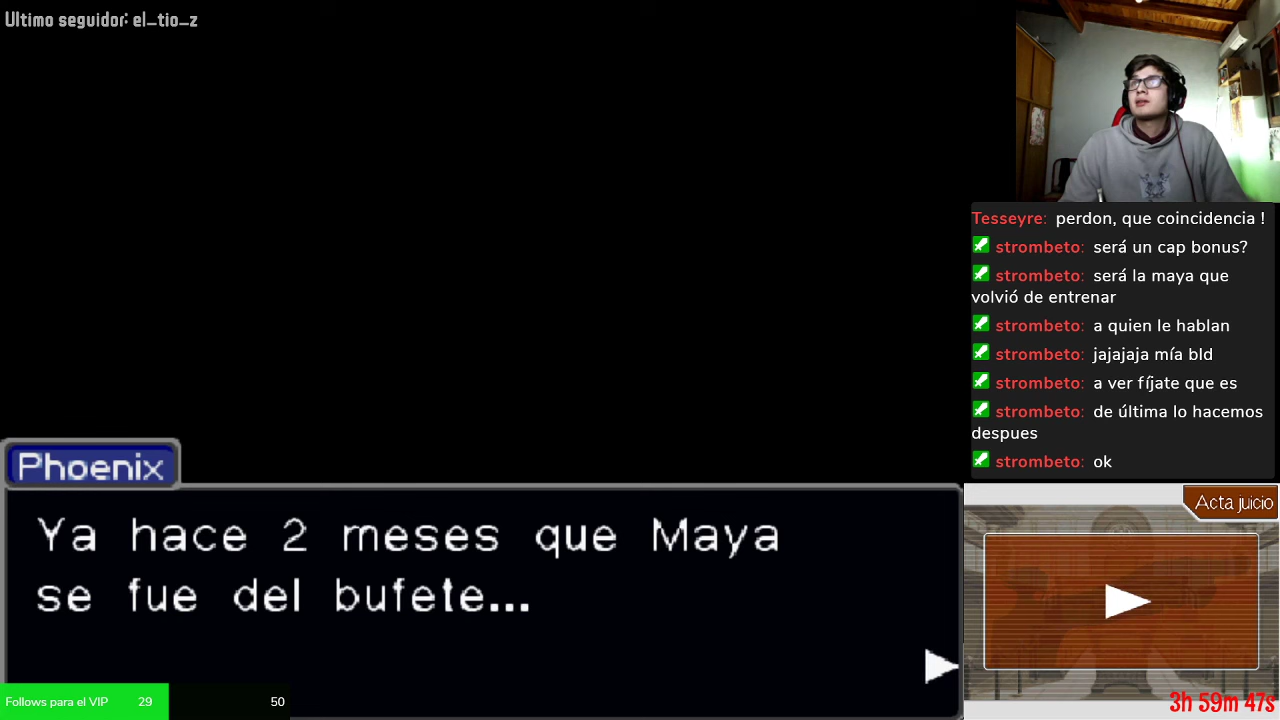 Ultimo seguidor: el_tio_z
Tesseyre: perdon, que coincidencia !
strombeto: será un cap bonus?
strombeto: será la maya que
volvió de entrenar
strombeto: a quien le hablan
strombeto: jajajaja mía bld
strombeto: a ver fíjate que es
strombeto: de última lo hacemos
despues
strombeto: ok
Phoenix
Ya hace 2 meses que Maya
se fue del bufete...
Acta juicio
Follows para el VIP 29 50
3h 59m 47s